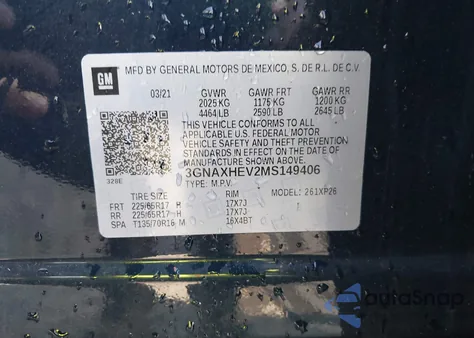 GM
MFD BY GENERAL MOTORS DE MEXICO, S. DE R.L. DE C.V.
03/21 GVWR GAWR FRT GAWR RR
2025 KG 1175 KG 1200 KG
4464 LB 2590 LB 2645 LB
THIS VEHICLE CONFORMS TO ALL
APPLICABLE U.S. FEDERAL MOTOR
VEHICLE SAFETY AND THEFT PREVENTION
STANDARDS IN EFFECT ON THE DATE OF
MANUFACTURE SHOWN ABOVE.
328E 3GNAXHEV2MS149406
TYPE: M.P.V.
TIRE SIZE RIM MODEL: 261XP26
FRT 225/65R17 H 17X7J
RR 225/65R17 H 17X7J
SPA T135/70R16 M 16X4BT
autoSnap